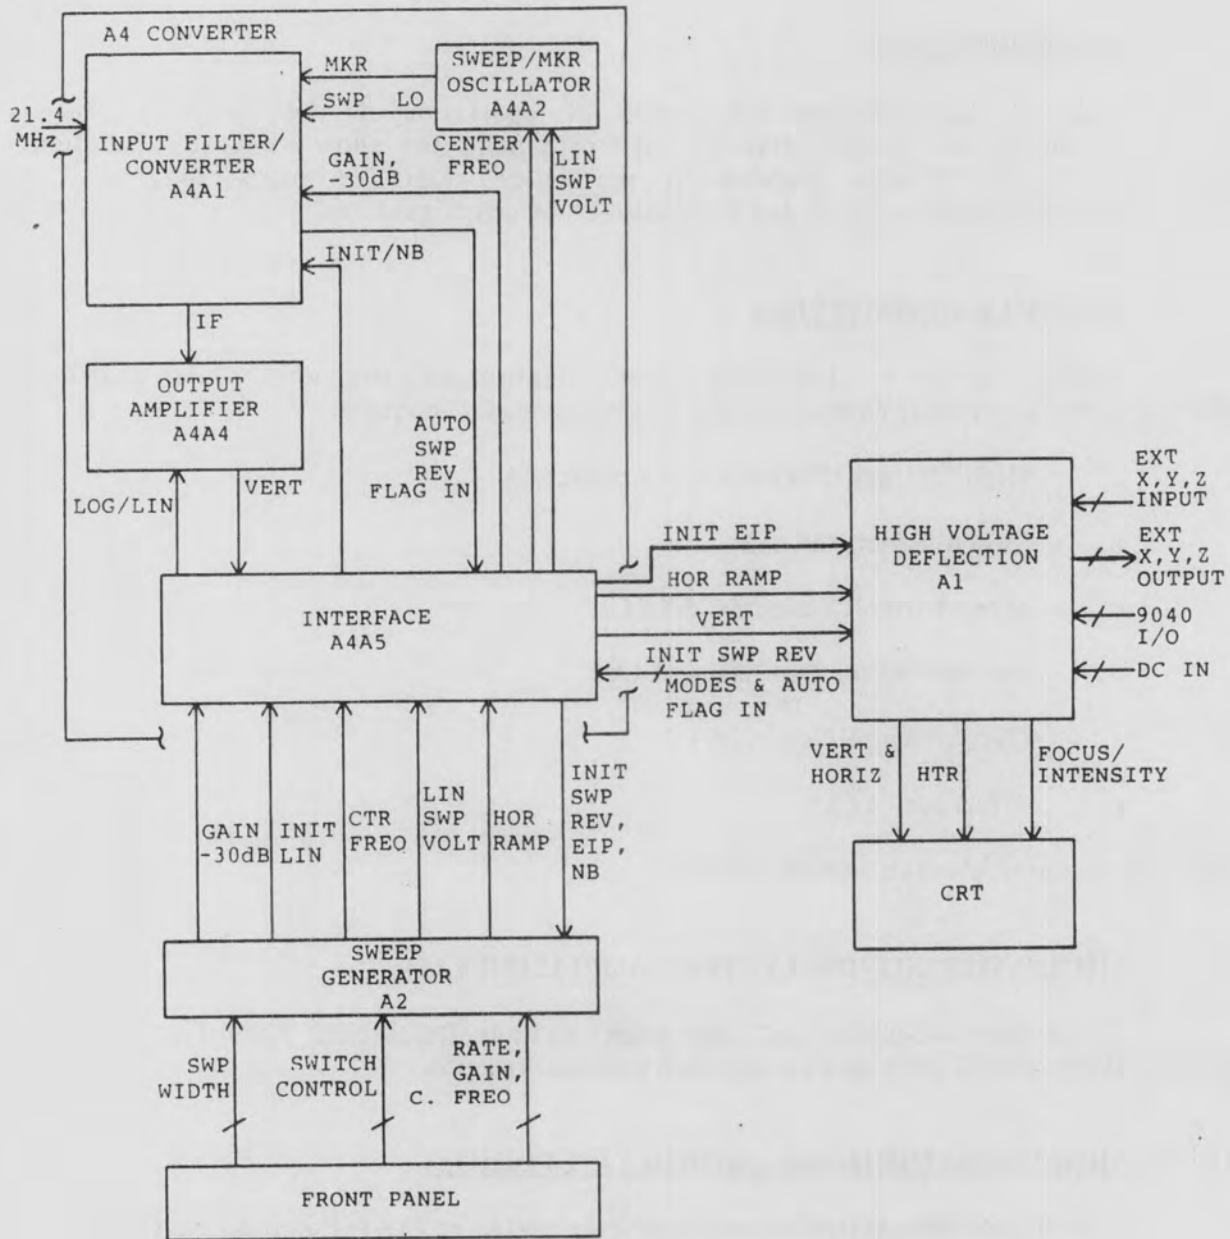 A4 CONVERTER
21.4
MHz
INPUT FILTER/
CONVERTER
A4A1
MKR
SWP LO
SWEEP/MKR
OSCILLATOR
A4A2
GAIN,
-30dB
CENTER
FREQ
LIN
SWP
VOLT
INIT/NB
IF
OUTPUT
AMPLIFIER
A4A4
AUTO
SWP
REV
FLAG IN
LOG/LIN
VERT
INTERFACE
A4A5
INIT EIP
HOR RAMP
VERT
INIT SWP REV
MODES & AUTO
FLAG IN
HIGH VOLTAGE
DEFLECTION
A1
EXT
X,Y,Z
INPUT
EXT
X,Y,Z
OUTPUT
9040
I/O
DC IN
VERT &
HORIZ
HTR
FOCUS/
INTENSITY
CRT
GAIN
-30dB
INIT
LIN
CTR
FREQ
LIN
SWP
VOLT
HOR
RAMP
INIT
SWP
REV,
EIP,
NB
SWEEP
GENERATOR
A2
SWP
WIDTH
SWITCH
CONTROL
RATE,
GAIN,
C. FREQ
FRONT PANEL